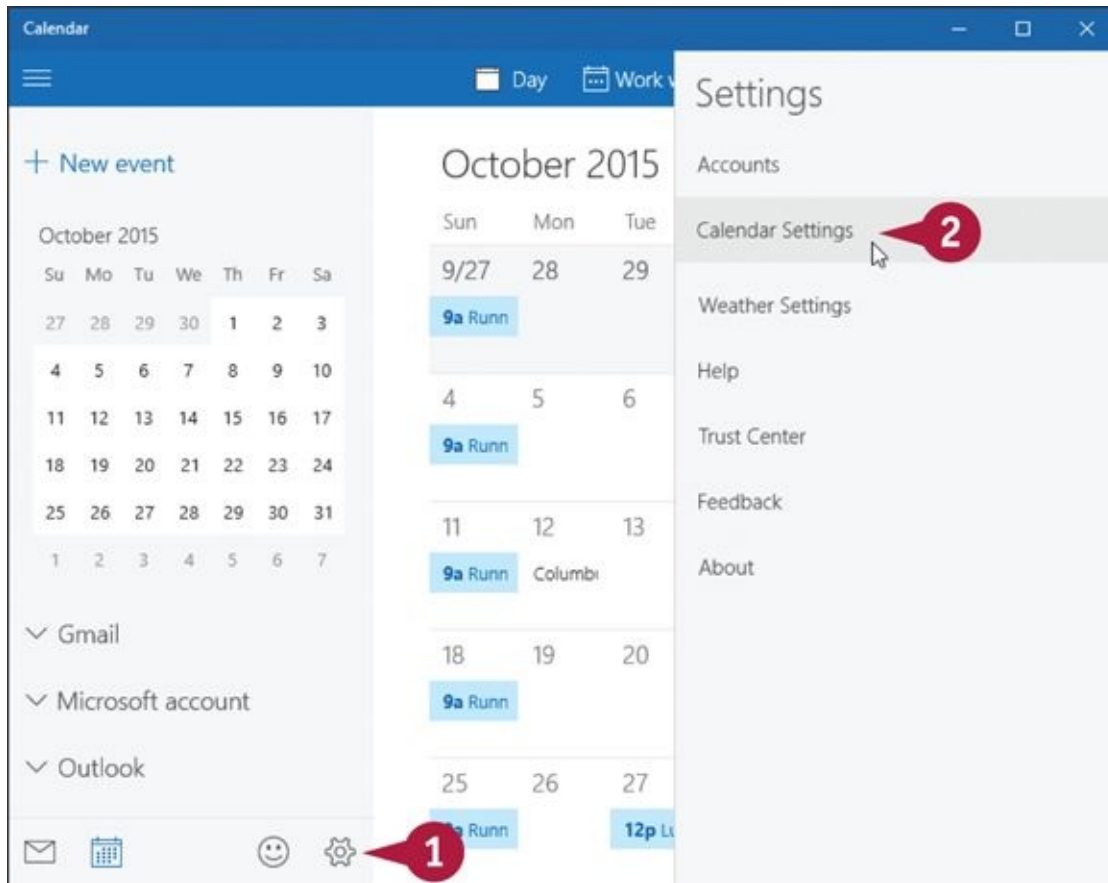 Calendar
Day Work
+ New event
October 2015
Su Mo Tu We Th Fr Sa
27 28 29 30 1 2 3
4 5 6 7 8 9 10
11 12 13 14 15 16 17
18 19 20 21 22 23 24
25 26 27 28 29 30 31
1 2 3 4 5 6 7
Gmail
Microsoft account
Outlook
October 2015
Sun Mon Tue
9/27 28 29
9a Runn
4 5 6
9a Runn
11 12 13
9a Runn Columb
18 19 20
9a Runn
25 26 27
Runn 12p
Settings
Accounts
Calendar Settings 2
Weather Settings
Help
Trust Center
Feedback
About
1